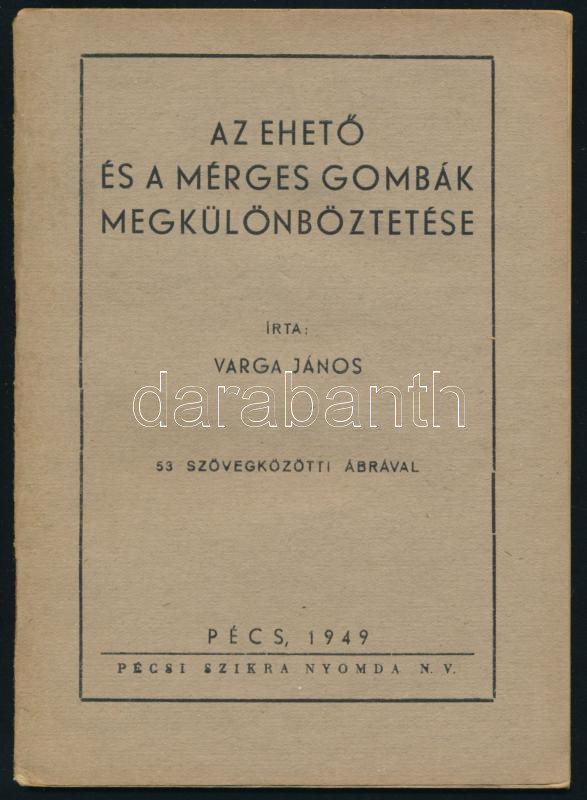 AZ EHETŐ
ÉS A MÉRGES GOMBÁK
MEGKÜLÖNBÖZTETÉSE
ÍRTA:
VARGA JÁNOS
darabanth
53 SZÖVEGKÖZÖTTI ÁBRÁVAL
PÉCS, 1949
PÉCSI SZIKRA NYOMDA N. V.